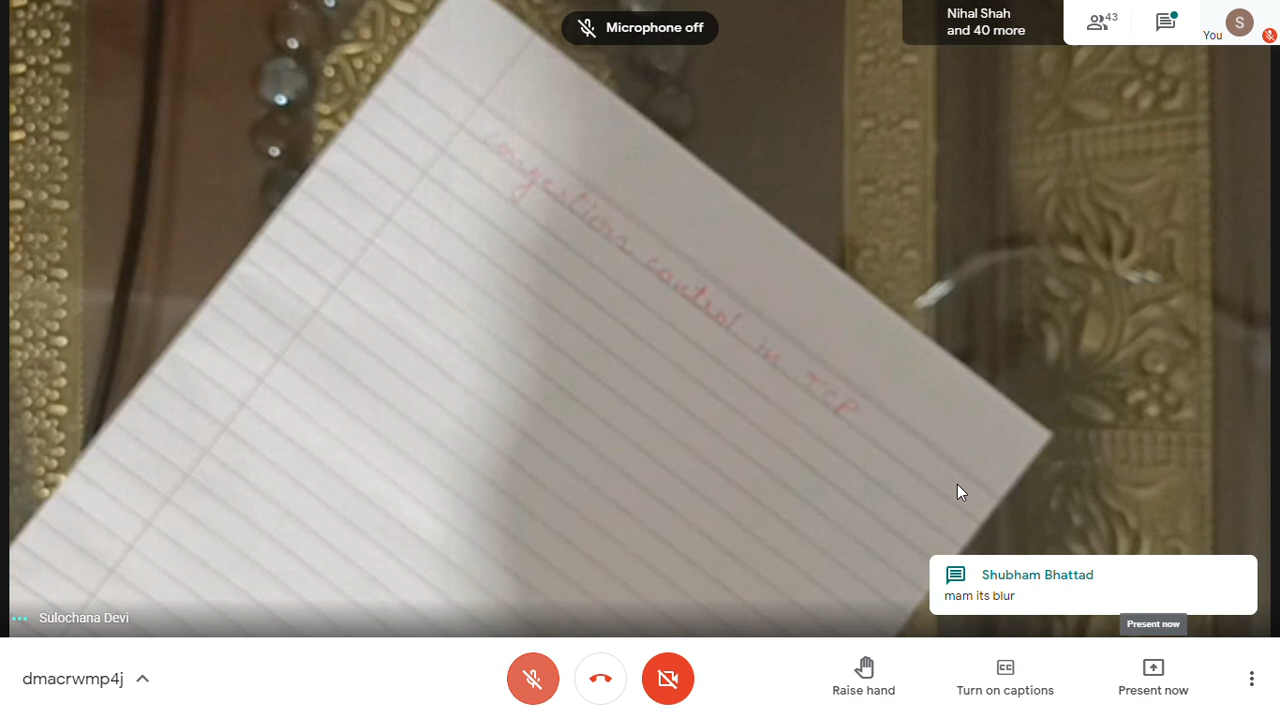 Microphone off
Nihal Shah
and 40 more
43
S
You
congestion control in TCP
Shubham Bhattad
mam its blur
Present now
Sulochana Devi
dmacrwmp4j
Raise hand
CC
Turn on captions
Present now